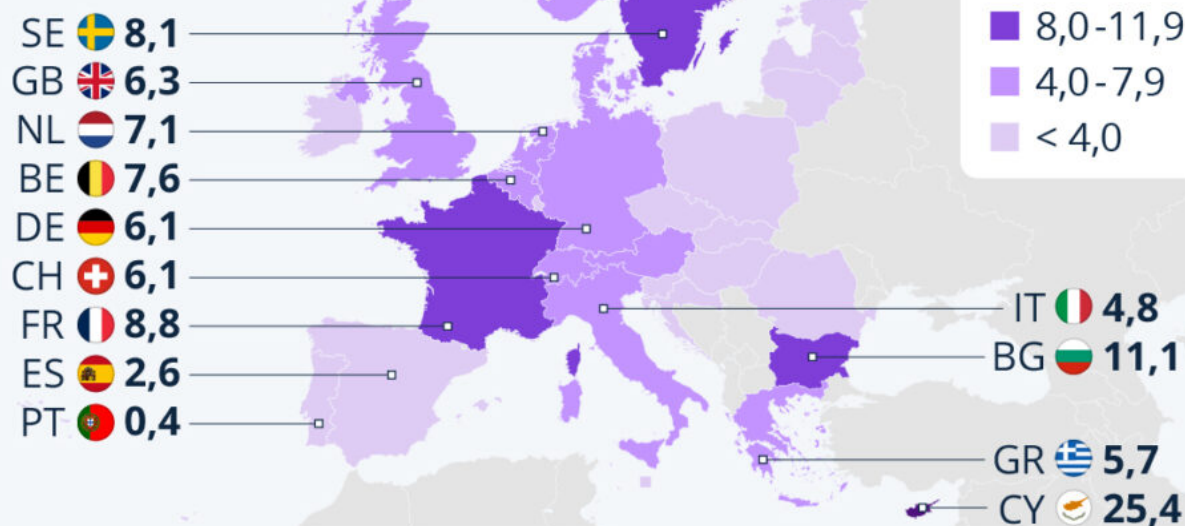 SE 8,1
GB 6,3
NL 7,1
BE 7,6
DE 6,1
CH 6,1
FR 8,8
ES 2,6
PT 0,4
8,0-11,9
4,0-7,9
< 4,0
IT 4,8
BG 11,1
GR 5,7
CY 25,4